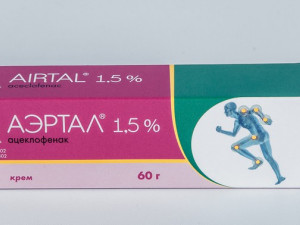 AIRTAL® 1.5 %
aceclofenac
АЭРТАЛ® 1,5 %
ацеклофенак
крем 60 г